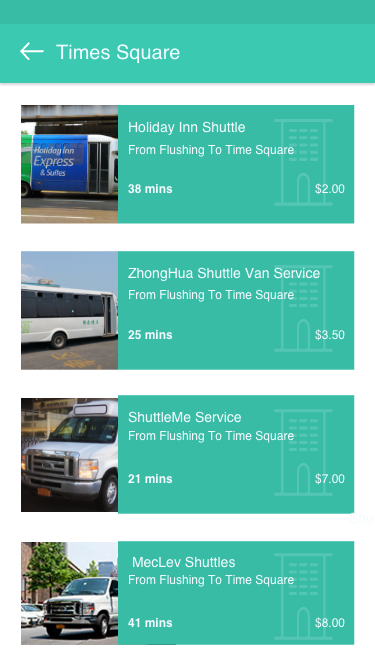 Times Square
Holiday Inn Shuttle
From Flushing To Time Square
38 mins
$2.00
Holiday Inn
Express
& Suites
ZhongHua Shuttle Van Service
From Flushing To Time Square
25 mins
$3.50
ShuttleMe Service
From Flushing To Time Square
21 mins
$7.00
MecLev Shuttles
From Flushing To Time Square
41 mins
$8.00